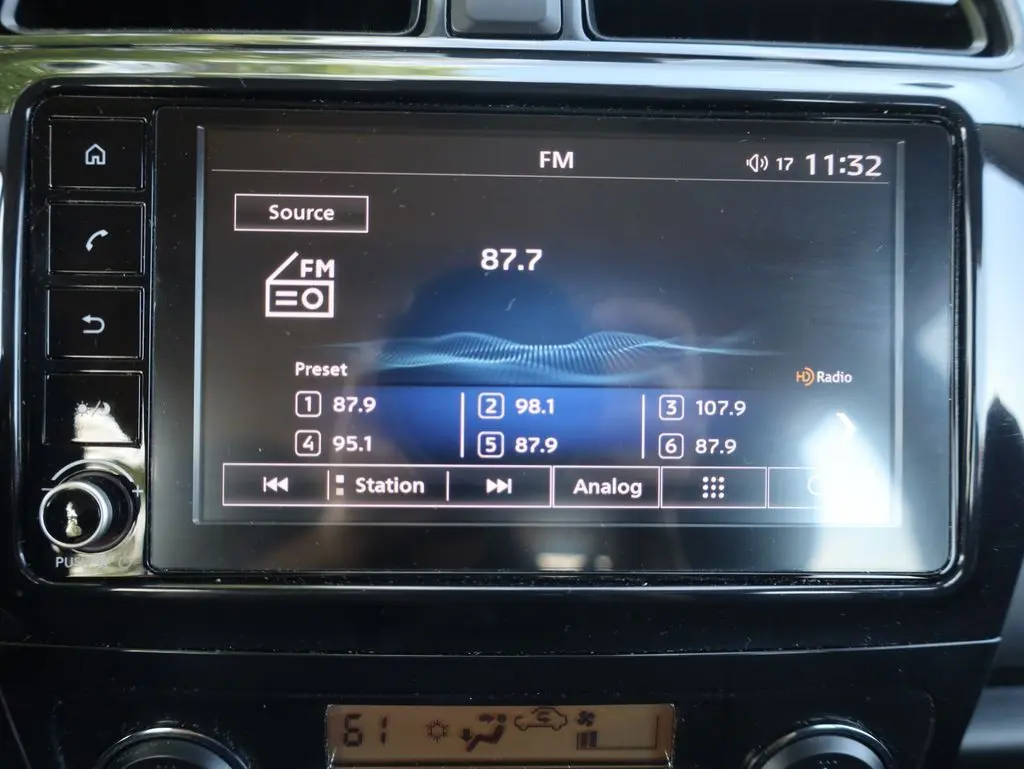 FM
17 11:32
Source
FM
87.7
Preset
HD Radio
1 87.9 2 98.1 3 107.9
4 95.1 5 87.9 6 87.9
Station Analog
61